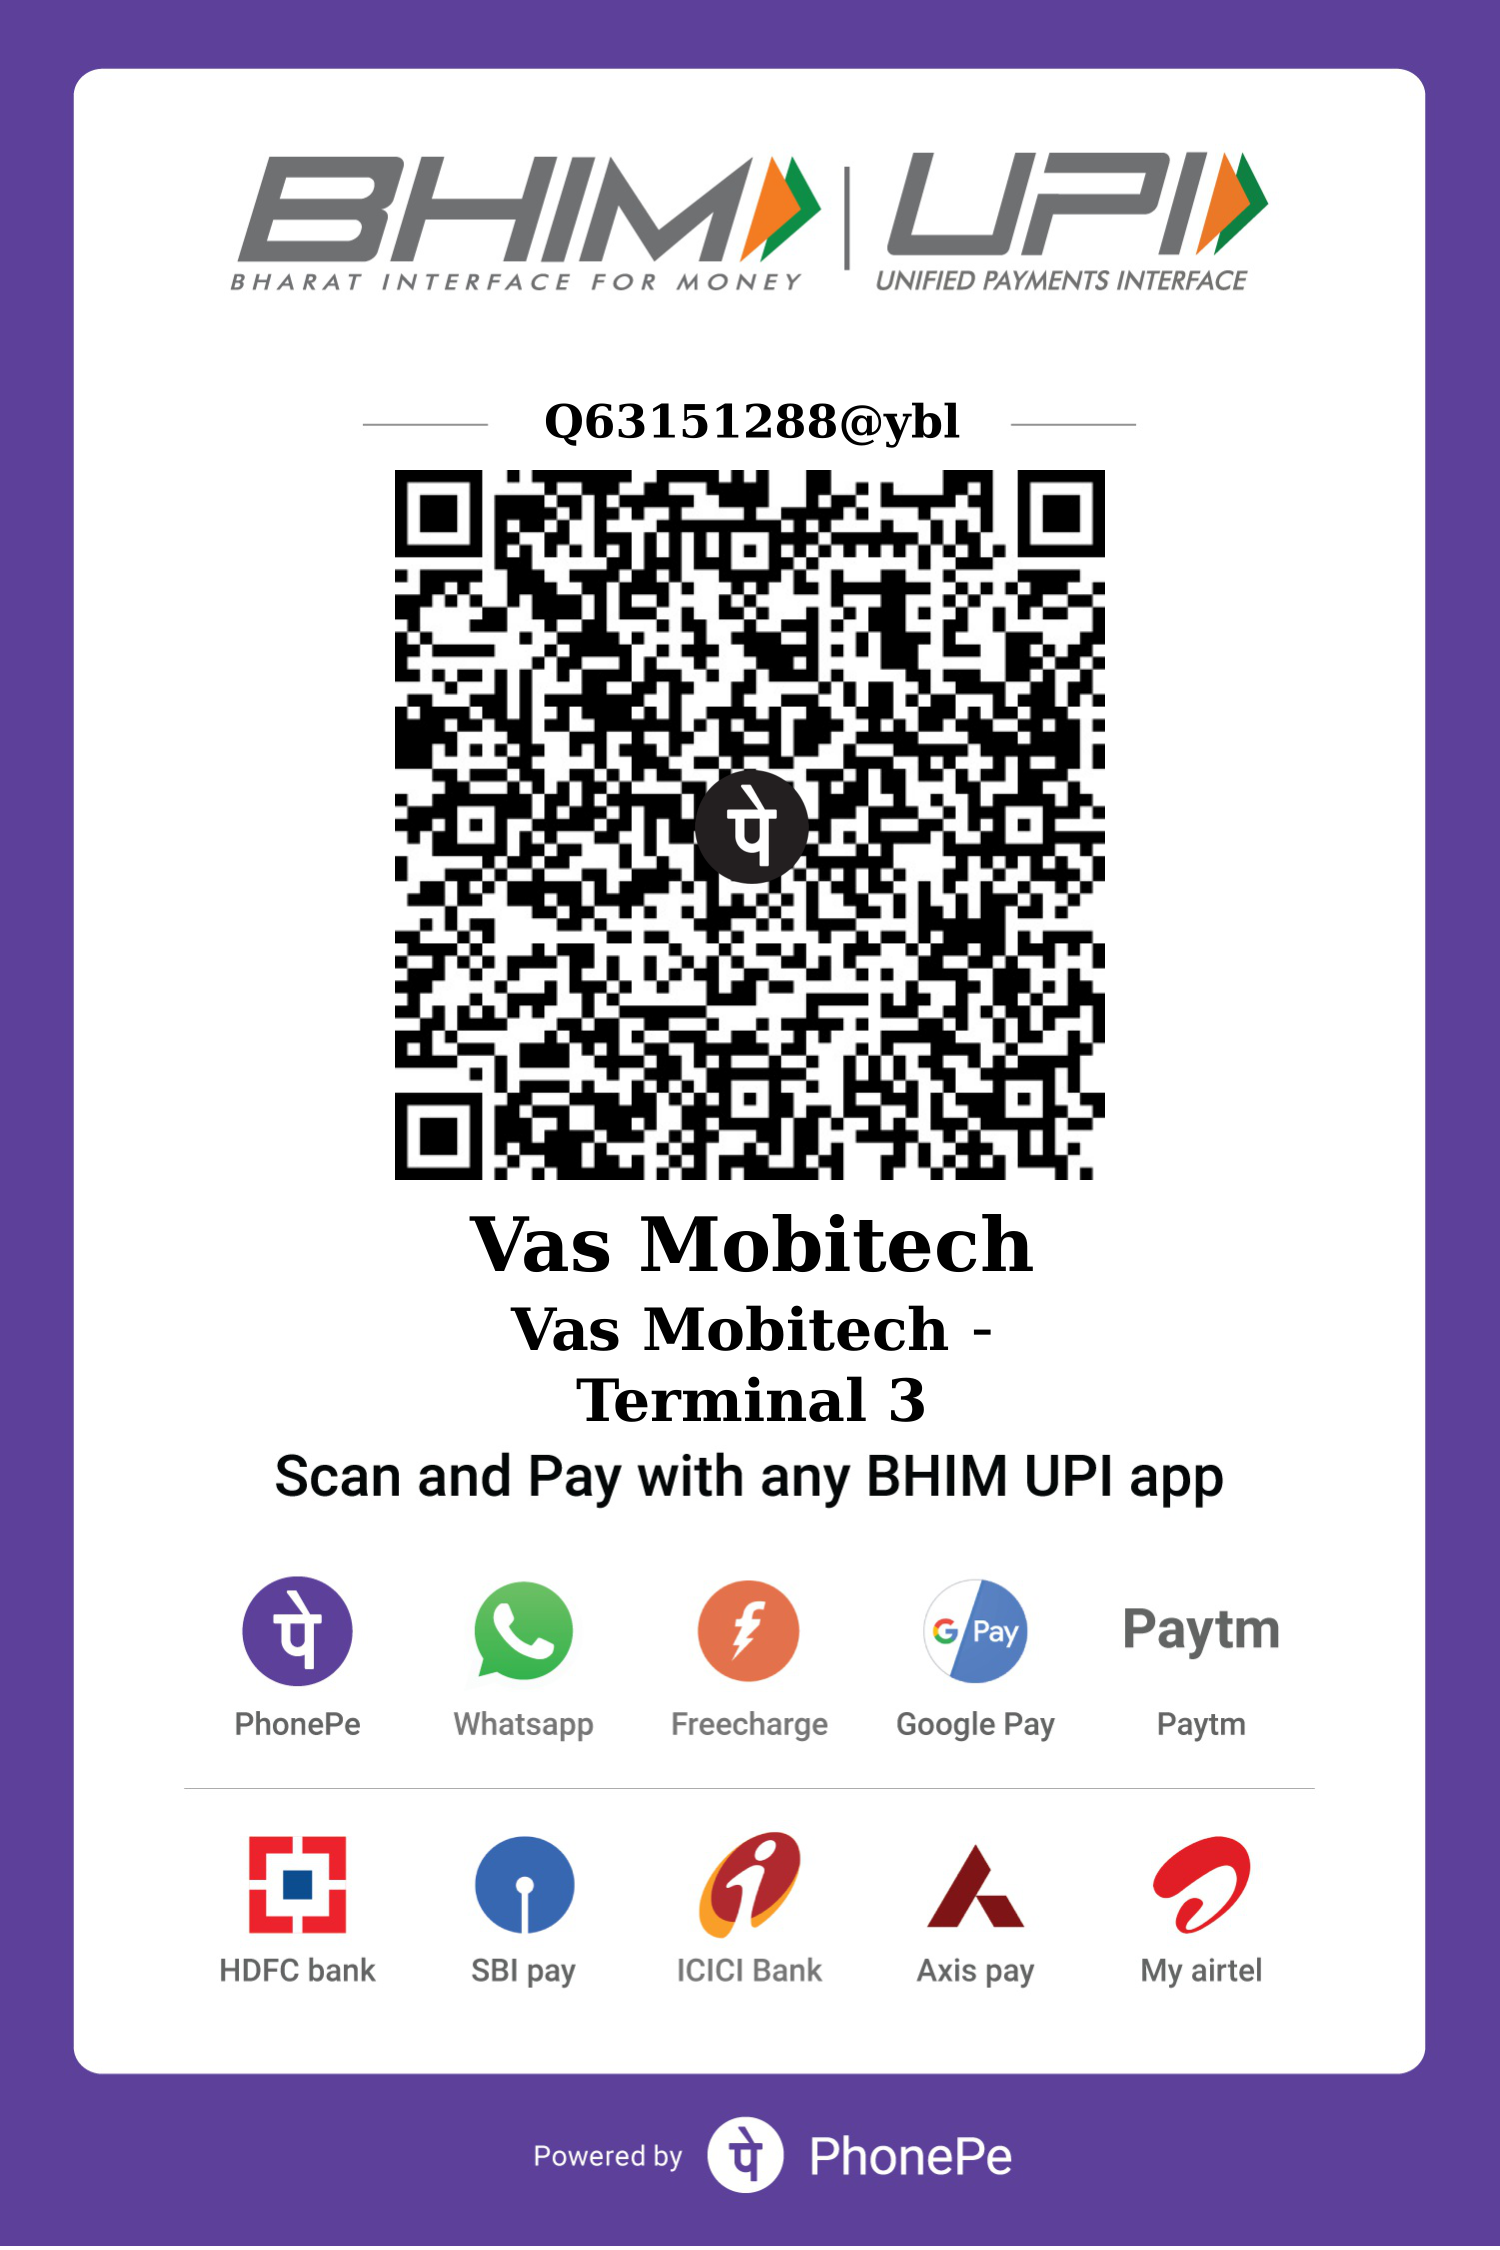 BHIM UPI
BHARAT INTERFACE FOR MONEY UNIFIED PAYMENTS INTERFACE
Q63151288@ybl
पे
Vas Mobitech
Vas Mobitech -
Terminal 3
Scan and Pay with any BHIM UPI app
पे G Pay Paytm
PhonePe Whatsapp Freecharge Google Pay Paytm
HDFC bank SBI pay ICICI Bank Axis pay My airtel
Powered by पे PhonePe